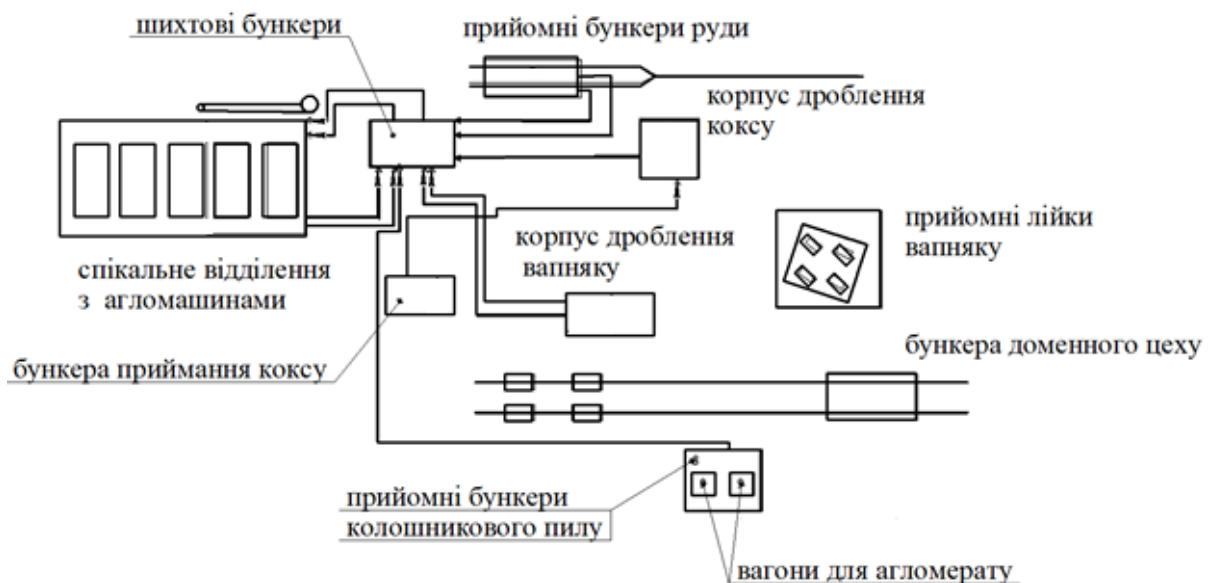 шихтові бункери
прийомні бункери руди
корпус дроблення
коксу
прийомні лійки
вапняку
корпус дроблення
вапняку
спікальне відділення
з агломашинами
бункера доменного цеху
бункера приймання коксу
прийомні бункери
колошникового пилу
вагони для агломерату